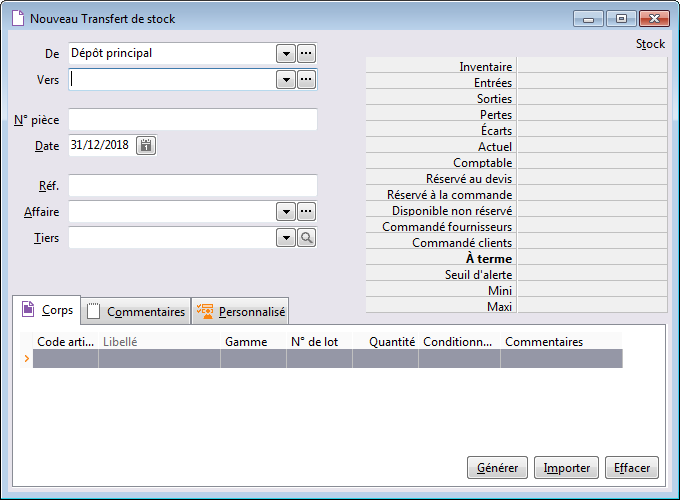 Nouveau Transfert de stock
De Dépôt principal
Vers
N° pièce
Date 31/12/2018
Réf.
Affaire
Tiers
Stock
Inventaire
Entrées
Sorties
Pertes
Écarts
Actuel
Comptable
Réservé au devis
Réservé à la commande
Disponible non réservé
Commandé fournisseurs
Commandé clients
À terme
Seuil d'alerte
Mini
Maxi
Corps Commentaires Personnalisé
Code arti... Libellé Gamme N° de lot Quantité Conditionn... Commentaires
Générer Importer Effacer